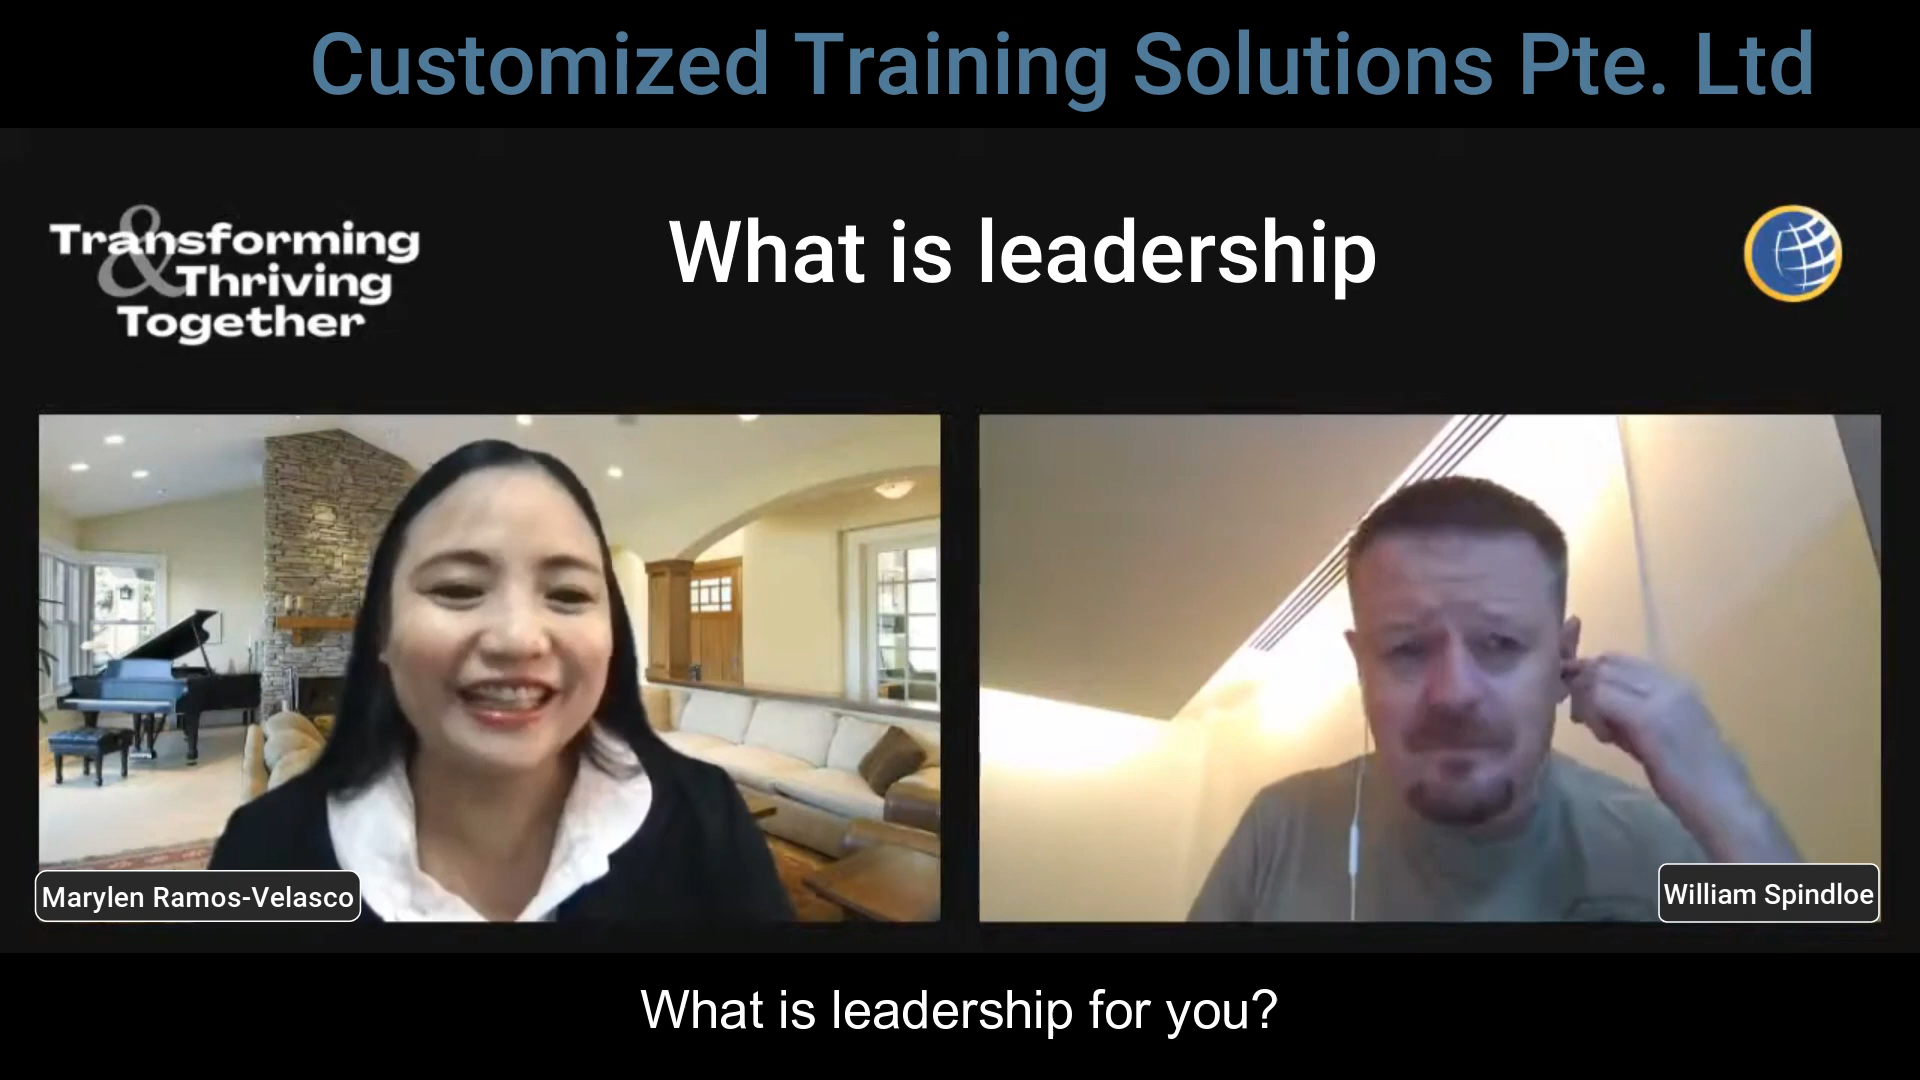 Customized Training Solutions Pte. Ltd
Transforming
&Thriving
Together
What is leadership
Marylen Ramos-Velasco
William Spindloe
What is leadership for you?